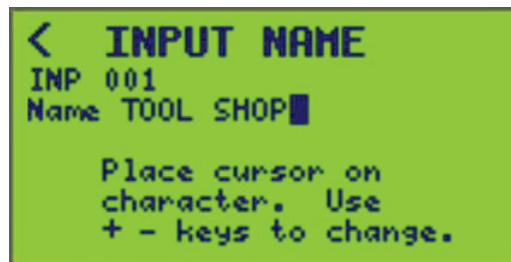 < INPUT NAME
INP 001
Name TOOL SHOP
Place cursor on
character. Use
+ - keys to change.